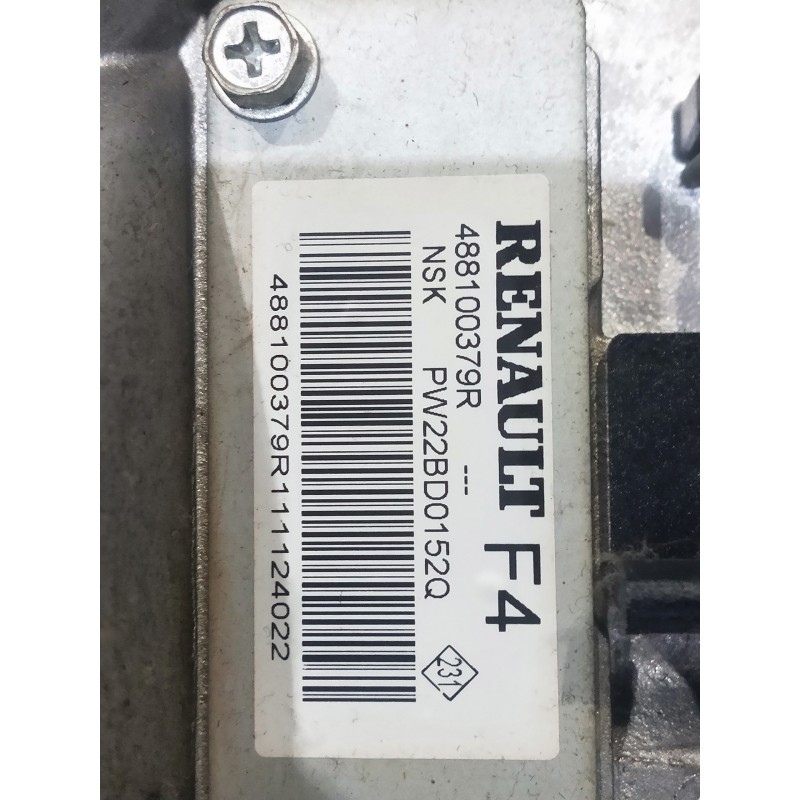 RENAULT F4
488100379R ---
NSK PW22BD0152Q
231
488100379R111124022